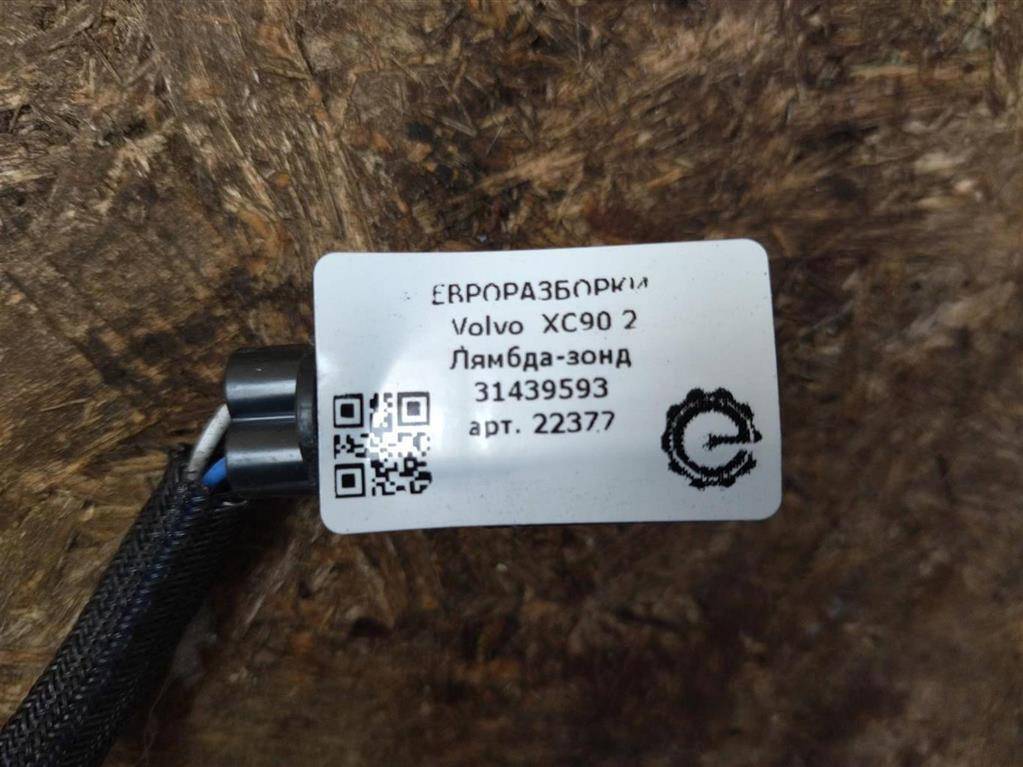 ЕВРОРАЗБОРКИ
Volvo XC90 2
Лямбда-зонд
31439593
арт. 22377